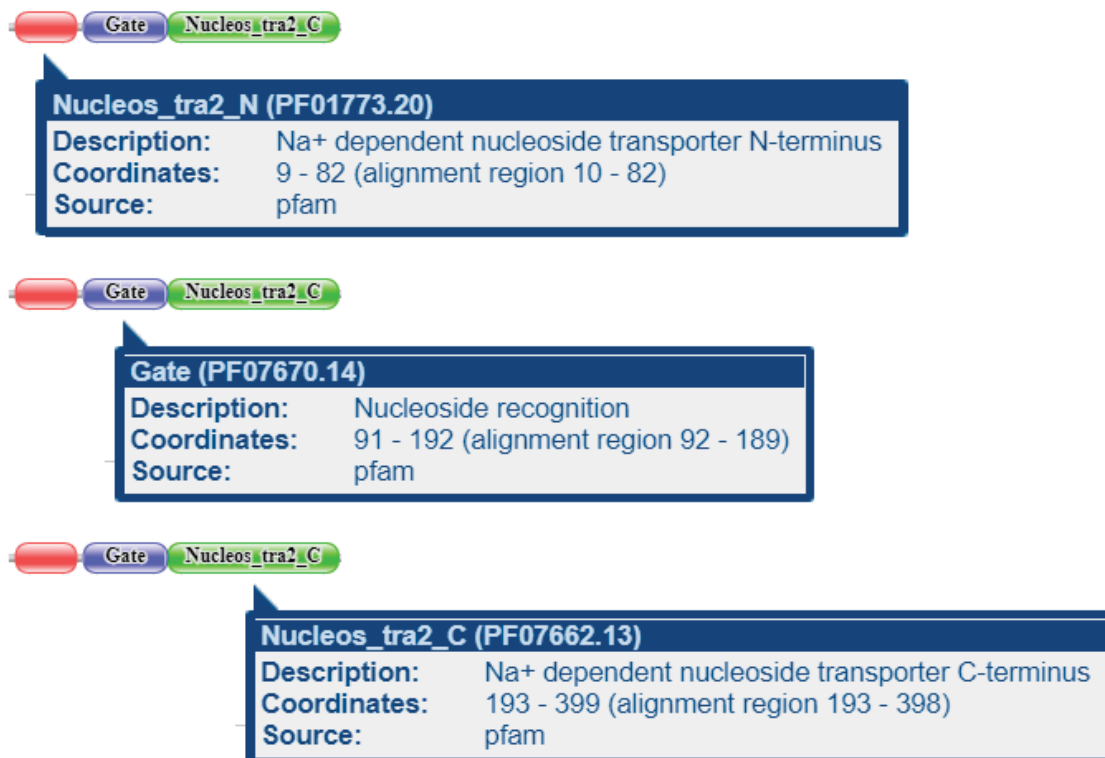 Gate Nucleos_tra2_C
Nucleos_tra2_N (PF01773.20)
Description: Na+ dependent nucleoside transporter N-terminus
Coordinates: 9 - 82 (alignment region 10 - 82)
Source: pfam
Gate Nucleos_tra2_C
Gate (PF07670.14)
Description: Nucleoside recognition
Coordinates: 91 - 192 (alignment region 92 - 189)
Source: pfam
Gate Nucleos_tra2_C
Nucleos_tra2_C (PF07662.13)
Description: Na+ dependent nucleoside transporter C-terminus
Coordinates: 193 - 399 (alignment region 193 - 398)
Source: pfam